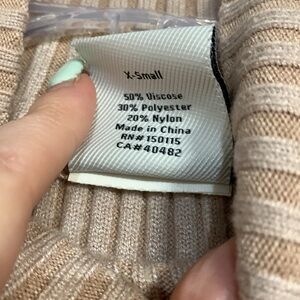 X-Small
50% Viscose
30% Polyester
20% Nylon
Made in China
RN#150115
CA#40482